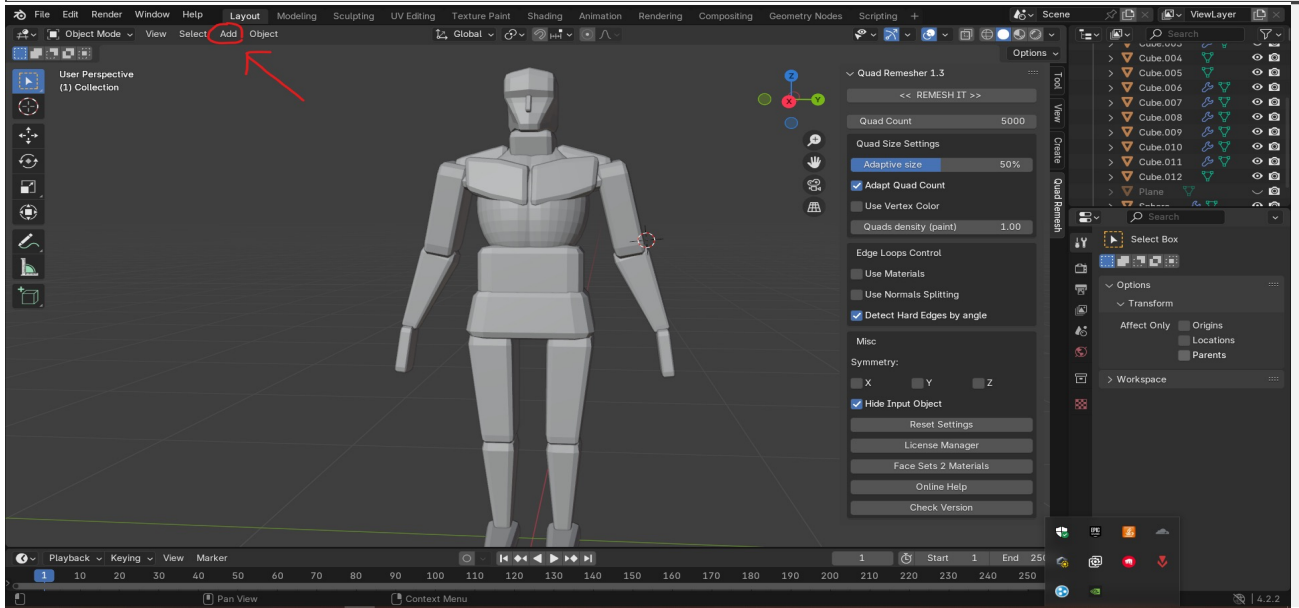 File Edit Render Window Help Layout Modeling Sculpting UV Editing Texture Paint Shading Animation Rendering Compositing Geometry Nodes Scripting + Scene ViewLayer
Object Mode View Select Add Object Global Search
Options
User Perspective
(1) Collection
Quad Remesher 1.3
<< REMESH IT >>
Quad Count 5000
Quad Size Settings
Adaptive size 50%
Adapt Quad Count
Use Vertex Color
Quads density (paint) 1.00
Edge Loops Control
Use Materials
Use Normals Splitting
Detect Hard Edges by angle
Misc
Symmetry:
X Y Z
Hide Input Object
Reset Settings
License Manager
Face Sets 2 Materials
Online Help
Check Version
Tool
View
Create
Quad Remesh
Z
X
Y
Cube.003
Cube.004
Cube.005
Cube.006
Cube.007
Cube.008
Cube.009
Cube.010
Cube.011
Cube.012
Plane
Sphere
Search
Select Box
Options
Transform
Affect Only Origins
Locations
Parents
Workspace
Playback Keying View Marker 1 Start 1 End 250
1 10 20 30 40 50 60 70 80 90 100 110 120 130 140 150 160 170 180 190 200 210 220 230 240 250
Pan View Context Menu 4.2.2